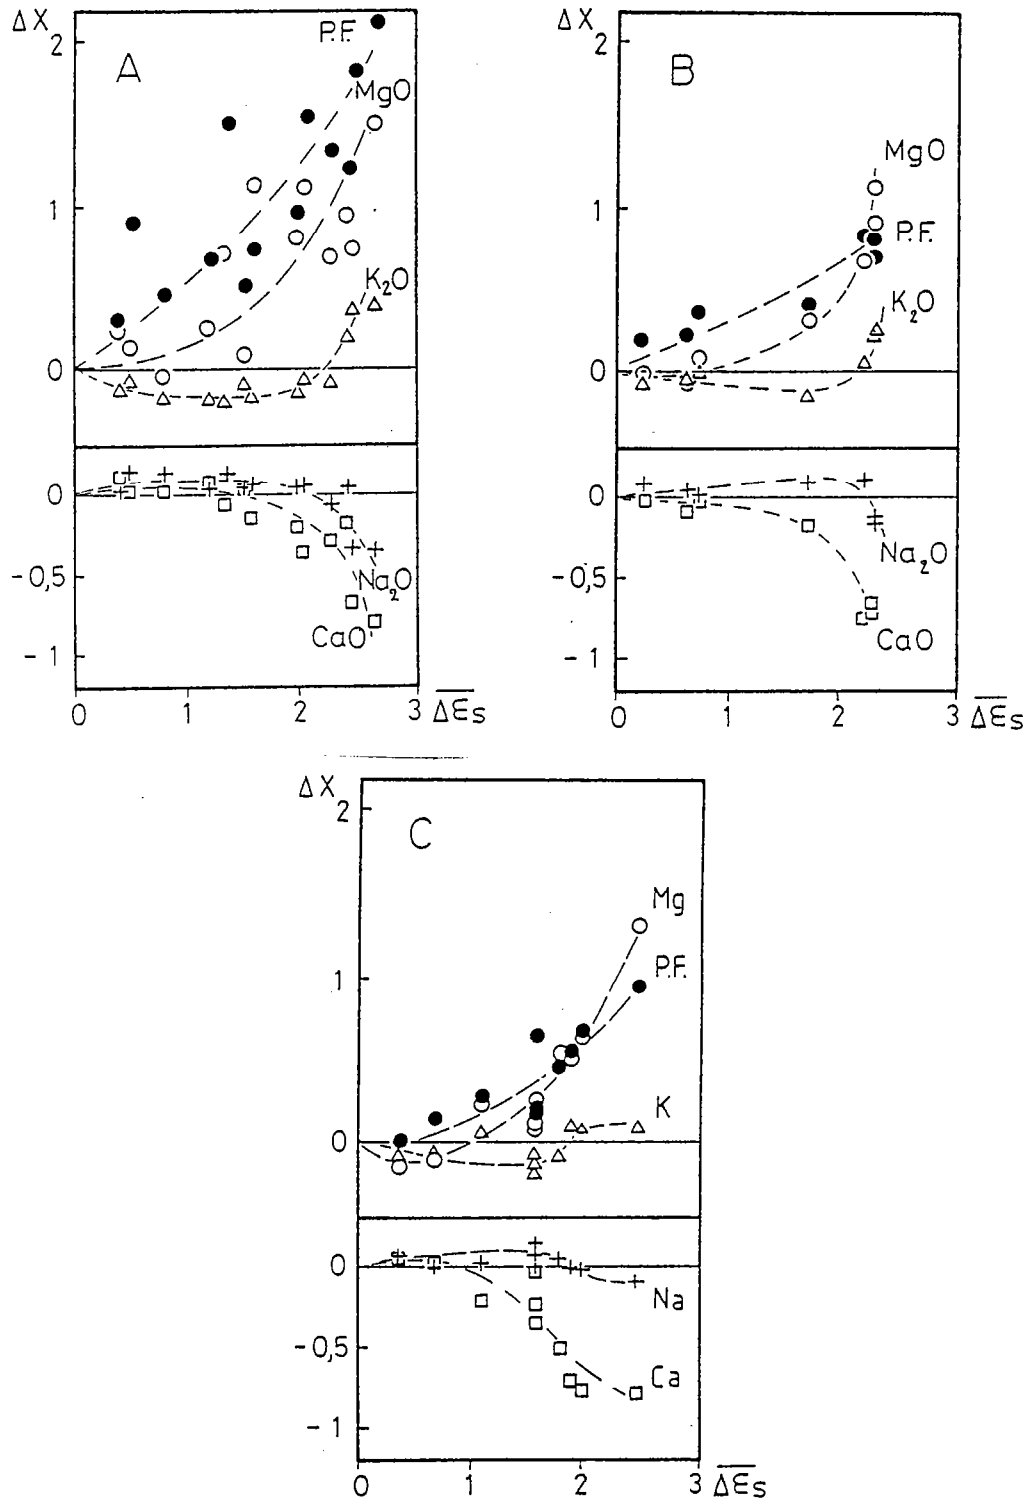 ΔX
2
1
0
0
-0,5
-1
A
P.F.
MgO
K₂O
Na₂O
CaO
0 1 2 3 Δεs
ΔX
2
1
0
0
-0,5
-1
B
MgO
P.F.
K₂O
Na₂O
CaO
0 1 2 3 Δεs
ΔX
2
1
0
0
-0,5
-1
C
Mg
P.F.
K
Na
Ca
0 1 2 3 Δεs